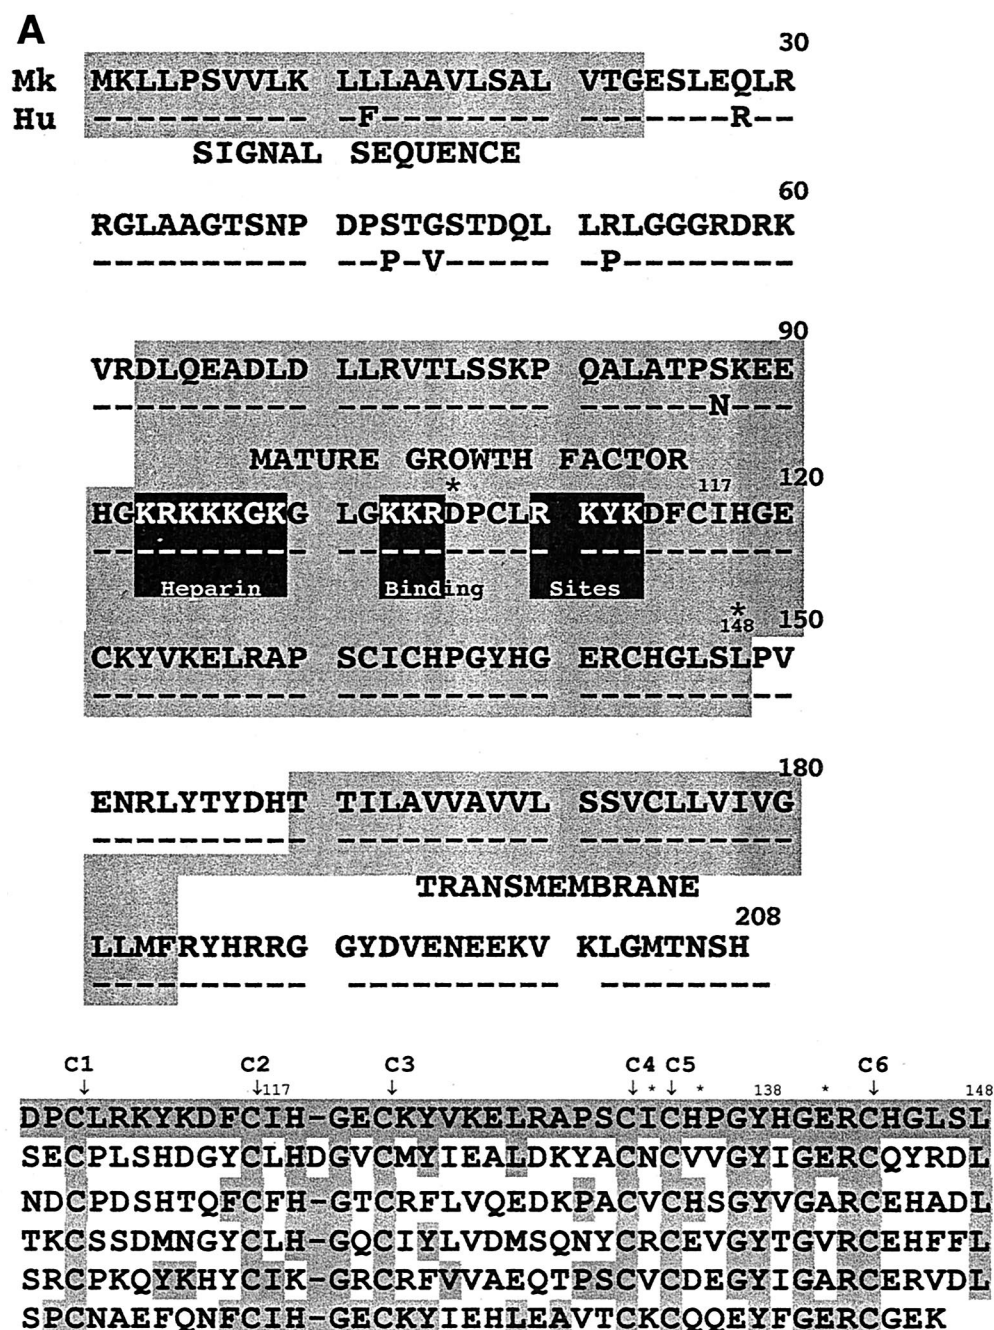 A
30
Mk MKLLPSVVLK LLLAAVLSAL VTGESLEQLR
Hu ---------- -F-------- -------R--
SIGNAL SEQUENCE
60
RGLAAGTSNP DPSTGSTDQL LRLGGGRDRK
---------- --P-V----- -P--------
90
VRDLQEADLD LLRVTLSSKP QALATPSKEE
---------- ---------- ------N---
MATURE GROWTH FACTOR
* 117 120
HGKRKKKGKG LGKKRDPCLR KYKDFCIHGE
---------- ---------- ----------
Heparin Binding Sites
*
148 150
CKYVKELRAP SCICHPGYHG ERCHGLSLPV
---------- ---------- ----------
180
ENRLYTYDHT TILAVVAVVL SSVCLLVIVG
---------- ---------- ----------
TRANSMEMBRANE
208
LLMFRYHRRG GYDVENEEKV KLGMTNSH
---------- ---------- --------
C1 C2 C3 C4 C5 C6
↓ ↓117 ↓ ↓ * ↓ * 138 * ↓ 148
DPCLRKYKDFCIH-GECKYVKELRAPSCICHPGYHGERCHGLSL
SECPLSHDGYCLHDGVCMYIEALDKYACNCVVGYIGERCQYRDL
NDCPDSHTQFCFH-GTCRFLVQEDKPACVCHSGYVGARCEHADL
TKCSSDMNGYCLH-GQCIYLVDMSQNYCRCEVGYTGVRCEHFFL
SRCPKQYKHYCIK-GRCRFVVAEQTPSCVCDEGYIGARCERVDL
SPCNAEFQNFCIH-GECKYIEHLEAVTCKCQQEYFGERCGEK